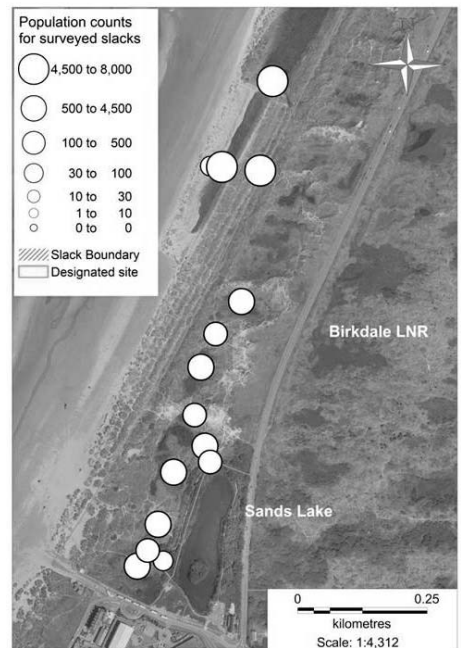 Population counts
for surveyed slacks
4,500 to 8,000
500 to 4,500
100 to 500
30 to 100
10 to 30
1 to 10
0 to 0
Slack Boundary
Designated site
Birkdale LNR
Sands Lake
0 0.25
kilometres
Scale: 1:4,312